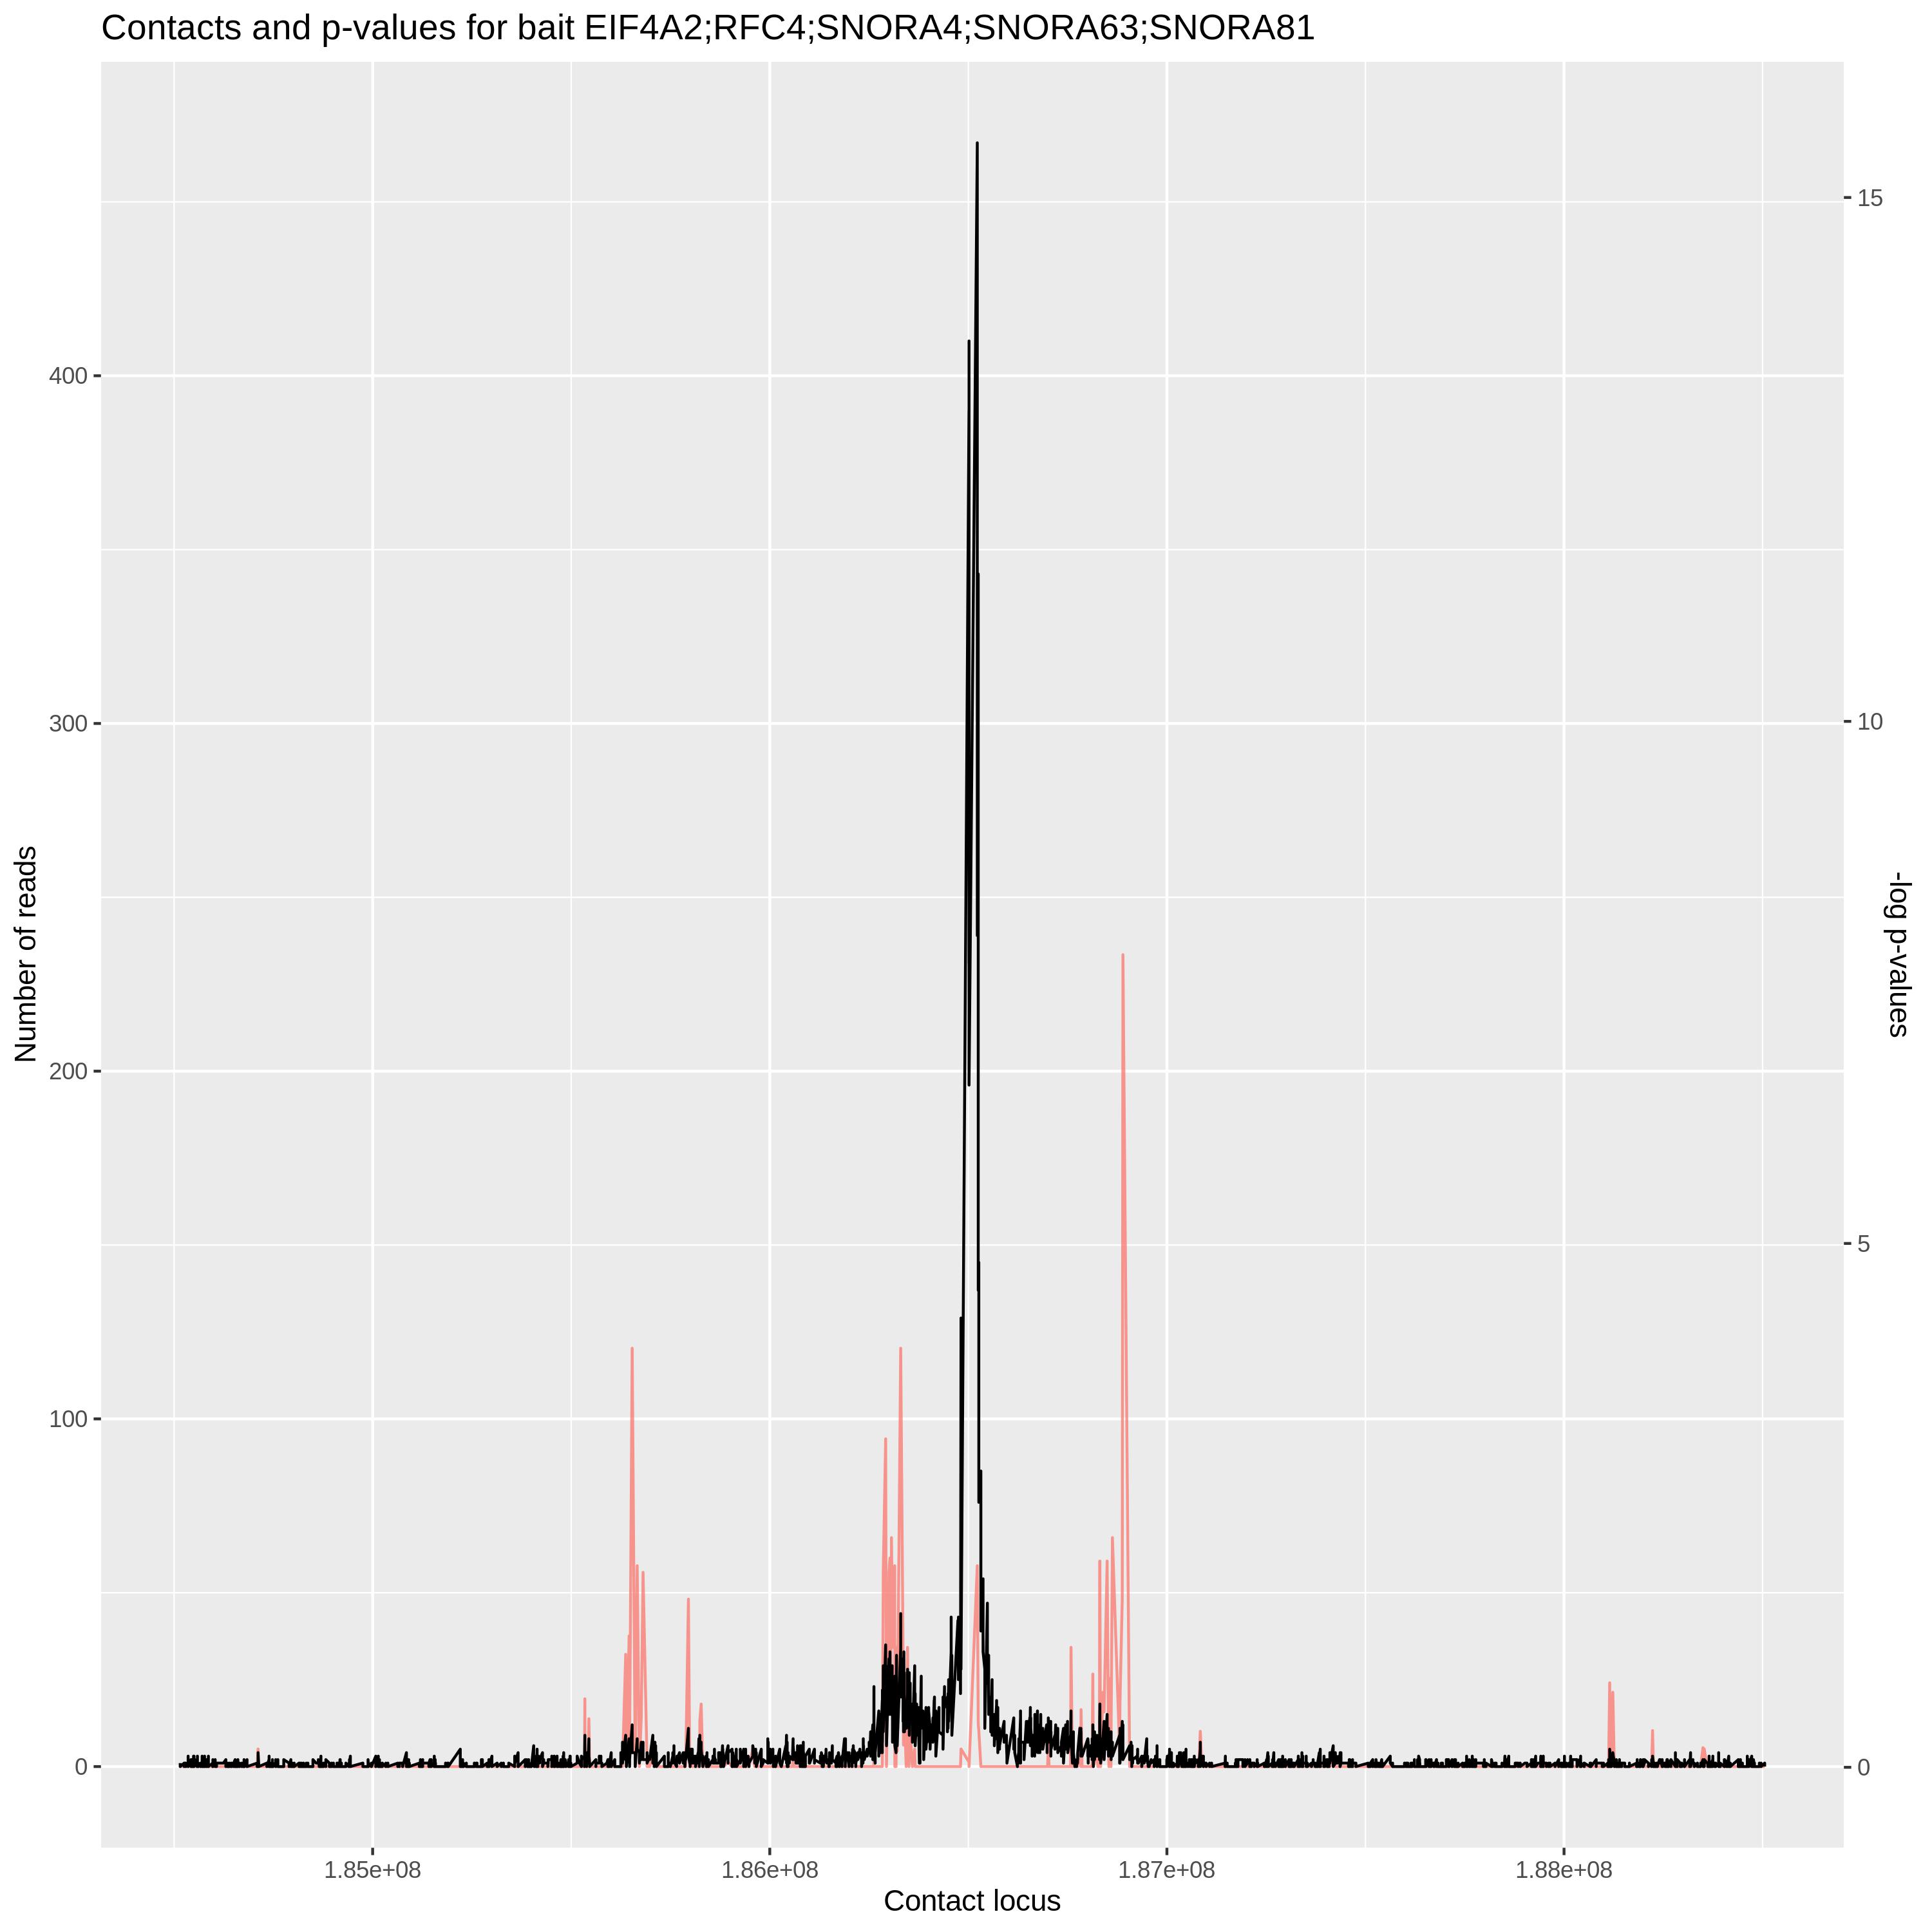 Contacts and p-values for bait EIF4A2;RFC4;SNORA4;SNORA63;SNORA81
400
300
200
100
0
Number of reads
15
10
5
0
-log p-values
1.85e+08
1.86e+08
1.87e+08
1.88e+08
Contact locus